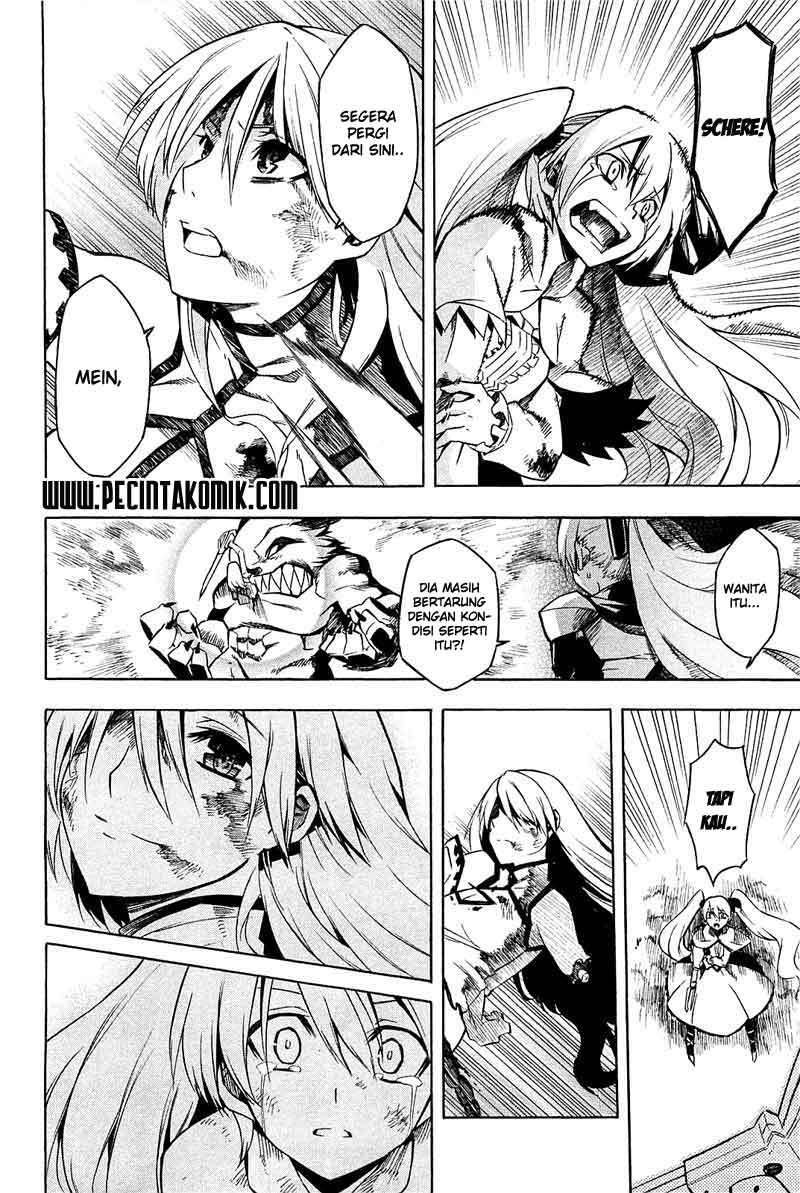 SCHERE!
SEGERA
PERGI
DARI SINI..
MEIN,
WWW.PECINTAKOMIK.COM
WANITA
ITU...
DIA MASIH
BERTARUNG
DENGAN KON-
DISI SEPERTI
ITU?!
TAPI
KAU..